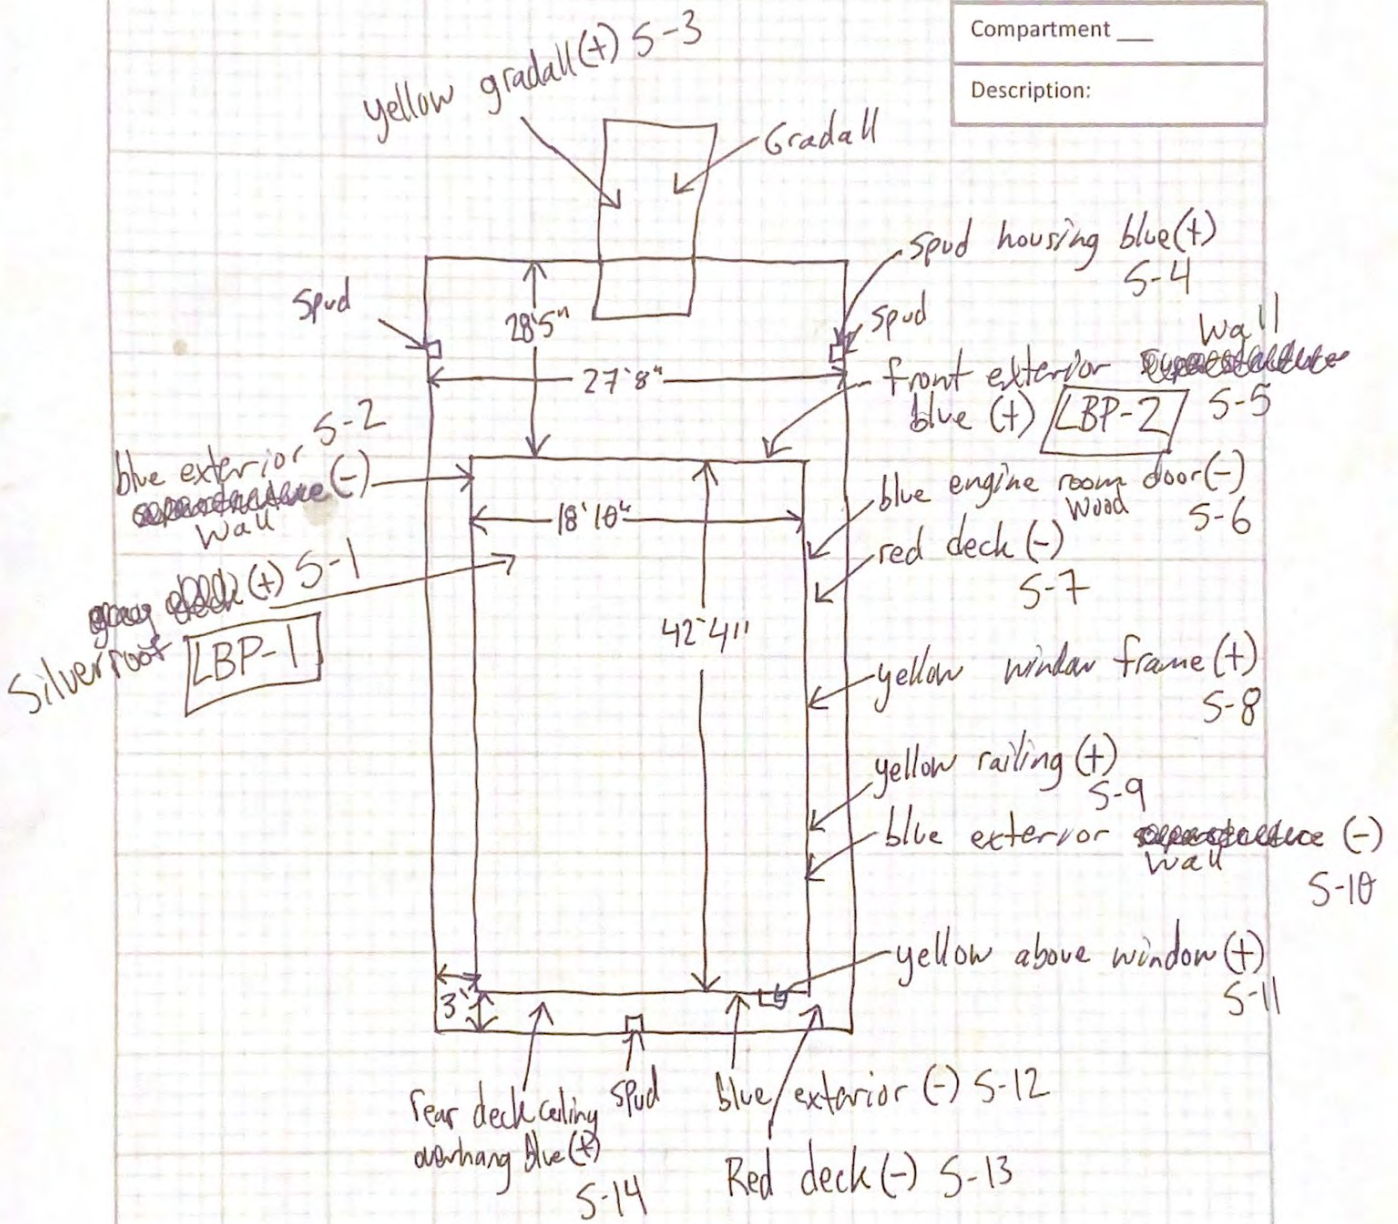 Compartment ___
Description:
yellow gradall (+) S-3
Gradall
spud housing blue (+)
S-4
Spud
28'5"
spud
27'8"
Wall
front exterior
blue (+) LBP-2 S-5
S-2
blue exterior
(-)
Wall
18'10"
blue engine room door (-)
Wood S-6
red deck (-)
S-7
deck (+) S-1
Silver roof LBP-1
42'4"
yellow window frame (+)
S-8
yellow railing (+)
S-9
blue exterior (-)
Wall
S-10
yellow above window (+)
S-11
3'
rear deck ceiling
overhang blue (+)
S-14
spud
blue exterior (-) S-12
Red deck (-) S-13